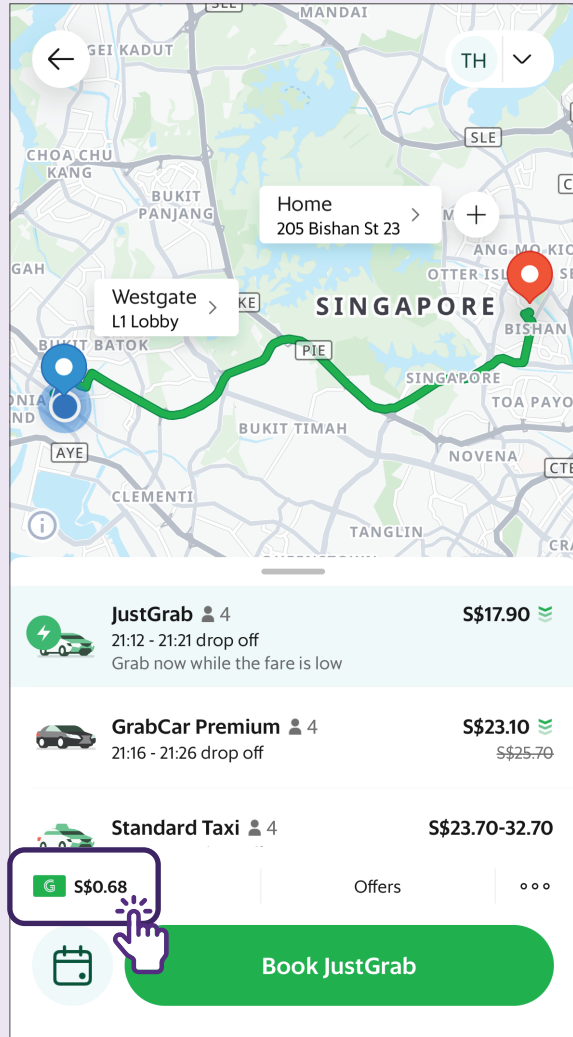 SLE
MANDAI
GEI KADUT
TH
SLE
CHOA CHU
KANG
BUKIT
PANJANG
Home
205 Bishan St 23
ANG MO KIO
GAH
OTTER ISL
Westgate
L1 Lobby
KE
SINGAPORE
BISHAN
BUKIT BATOK
PIE
SINGAPORE
TOA PAYO
ND
BUKIT TIMAH
AYE
NOVENA
CTE
CLEMENTI
TANGLIN
CRA
JustGrab 4
S$17.90
21:12 - 21:21 drop off
Grab now while the fare is low
GrabCar Premium 4
S$23.10
21:16 - 21:26 drop off
S$25.70
Standard Taxi 4
S$23.70-32.70
G S$0.68
Offers
Book JustGrab